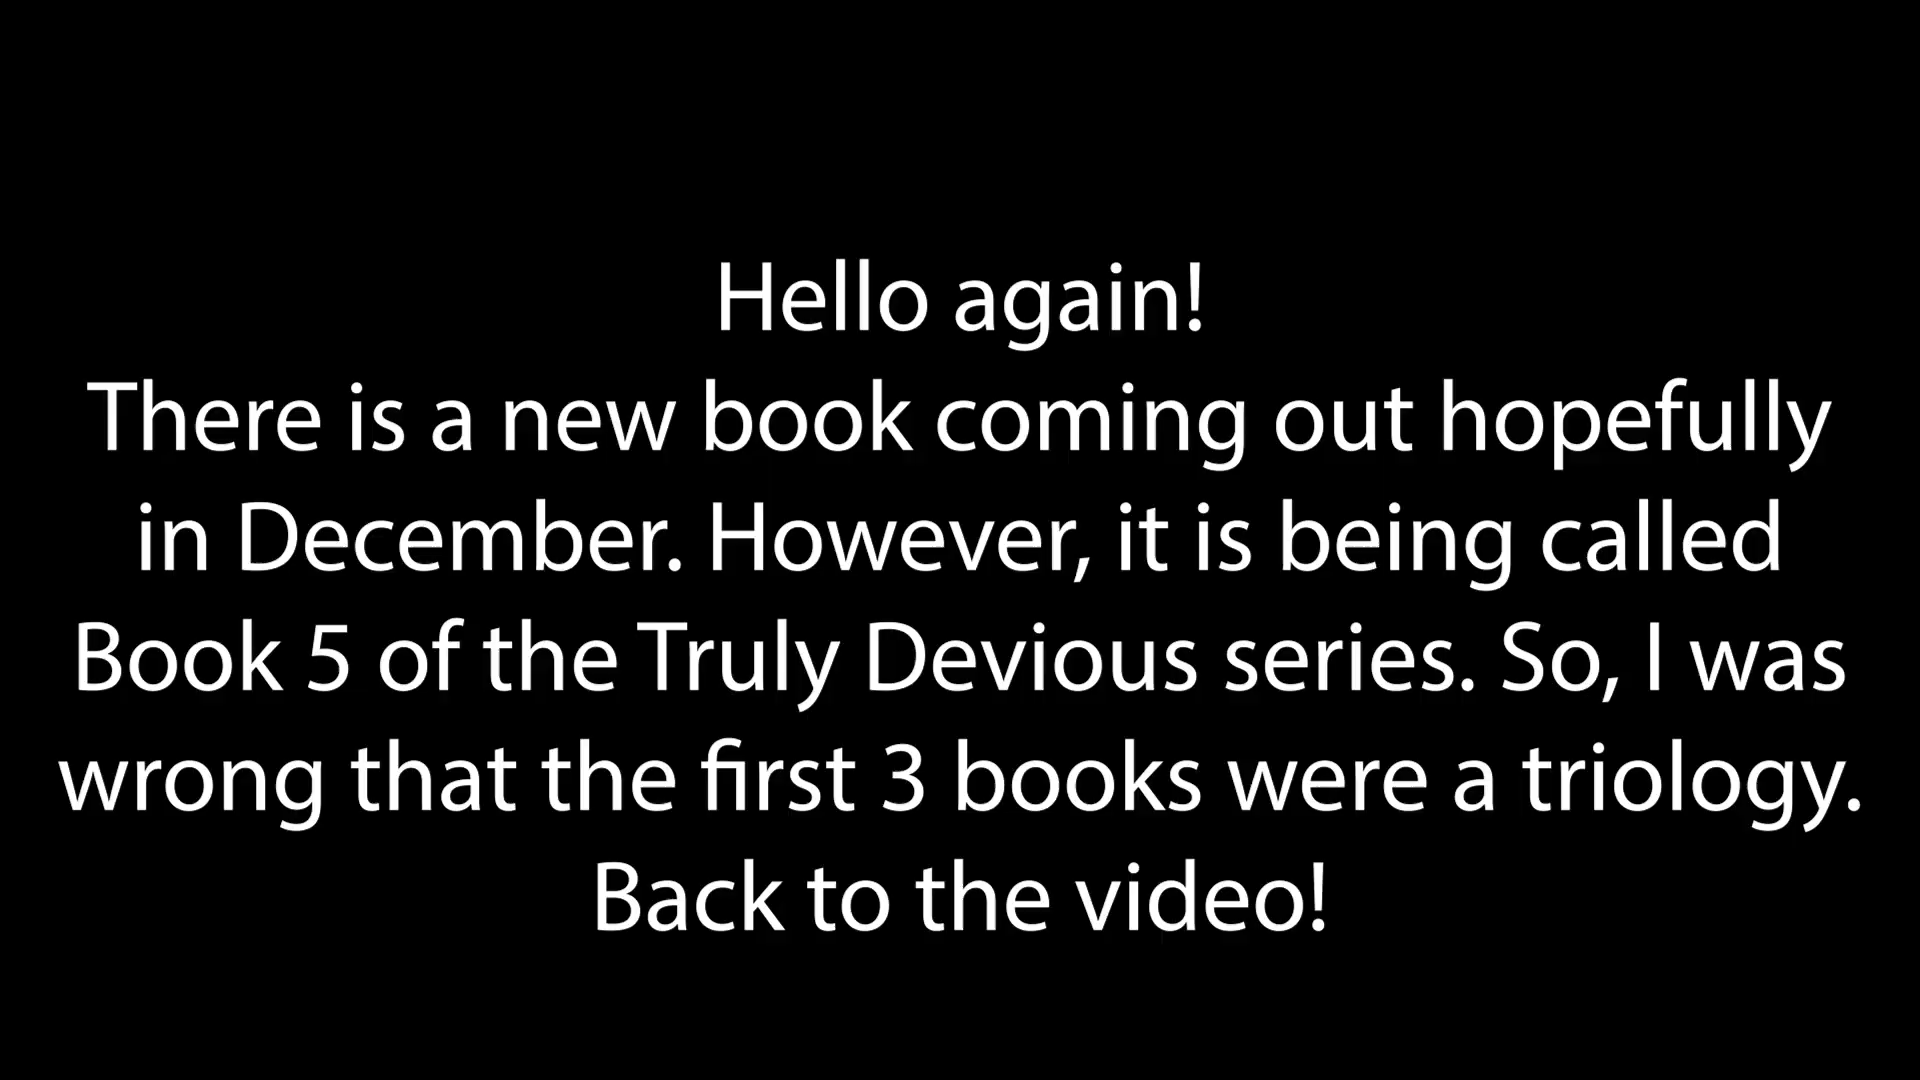 Hello again!
There is a new book coming out hopefully
in December. However, it is being called
Book 5 of the Truly Devious series. So, I was
wrong that the first 3 books were a triology.
Back to the video!